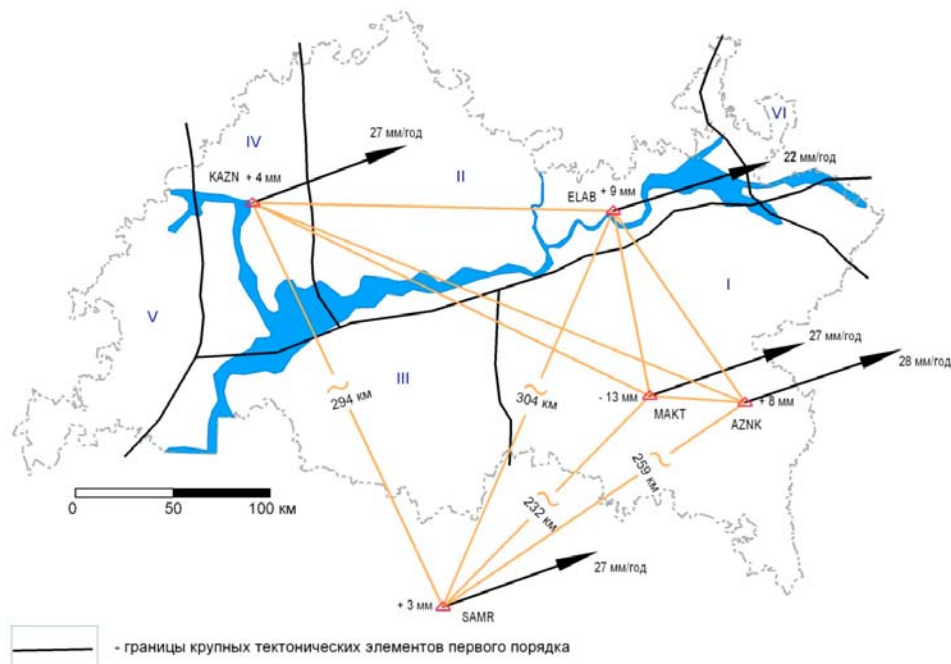 VI
IV
27 мм/год
KAZN + 4 мм
II
22 мм/год
ELAB + 9 мм
I
V
III
27 мм/год
28 мм/год
294 км
304 км
- 13 мм
MAKT
+ 8 мм
AZNK
259 км
232 км
0 50 100 км
27 мм/год
+ 3 мм
SAMR
- границы крупных тектонических элементов первого порядка